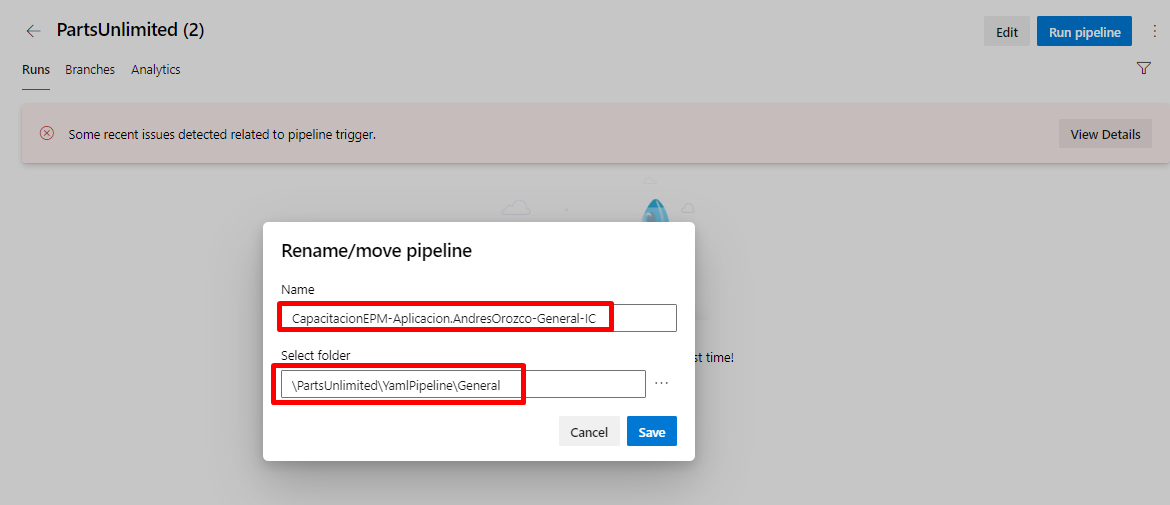 PartsUnlimited (2)
Edit
Run pipeline
Runs
Branches
Analytics
Some recent issues detected related to pipeline trigger.
View Details
Rename/move pipeline
Name
CapacitacionEPM-Aplicacion.AndresOrozco-General-IC
Select folder
st time!
\PartsUnlimited\YamlPipeline\General
Cancel
Save